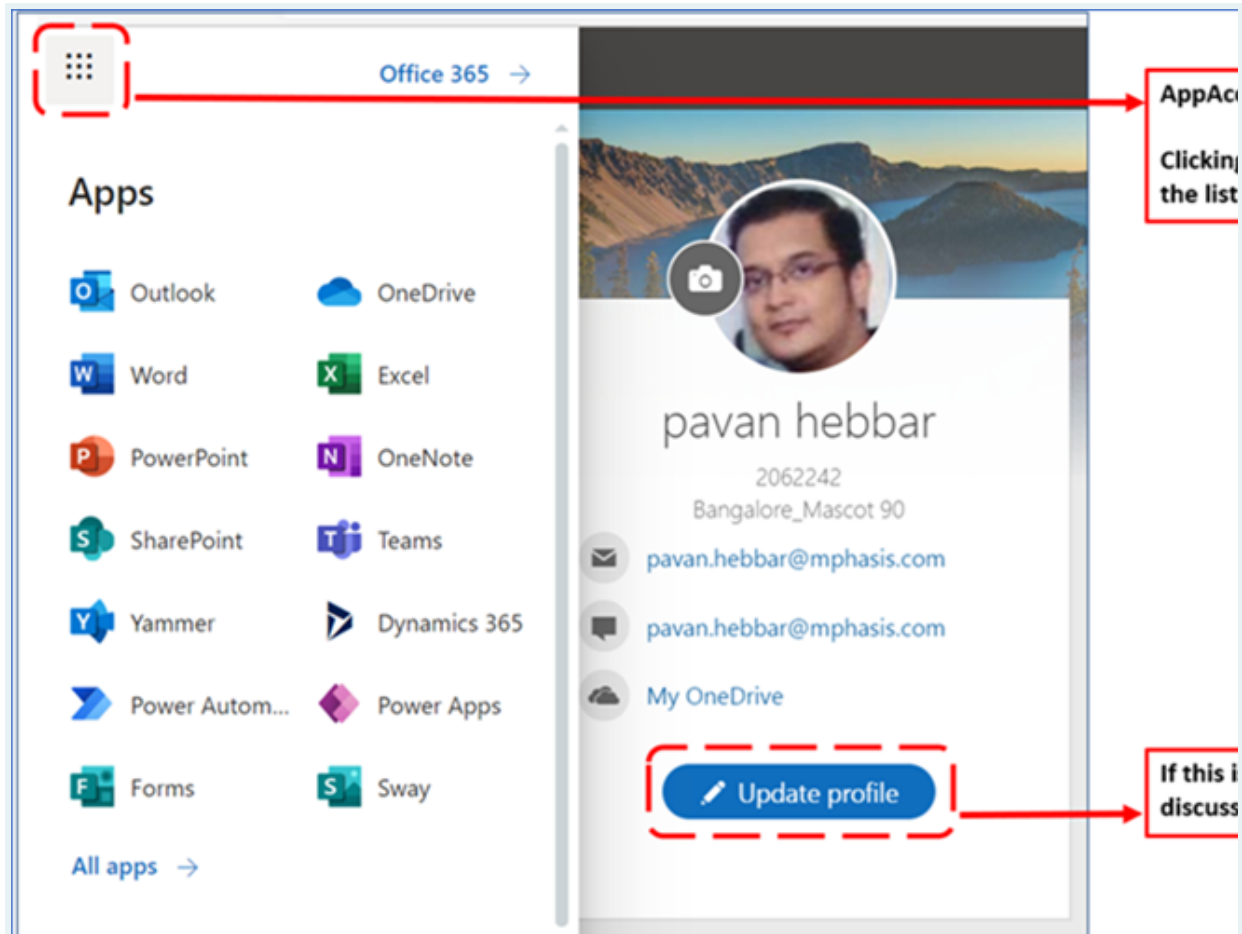 Office 365 →
Apps
Outlook
OneDrive
Word
Excel
PowerPoint
OneNote
SharePoint
Teams
Yammer
Dynamics 365
Power Autom...
Power Apps
Forms
Sway
All apps →
pavan hebbar
2062242
Bangalore_Mascot 90
pavan.hebbar@mphasis.com
pavan.hebbar@mphasis.com
My OneDrive
Update profile
AppAcc
Clicking
the list
If this i
discuss